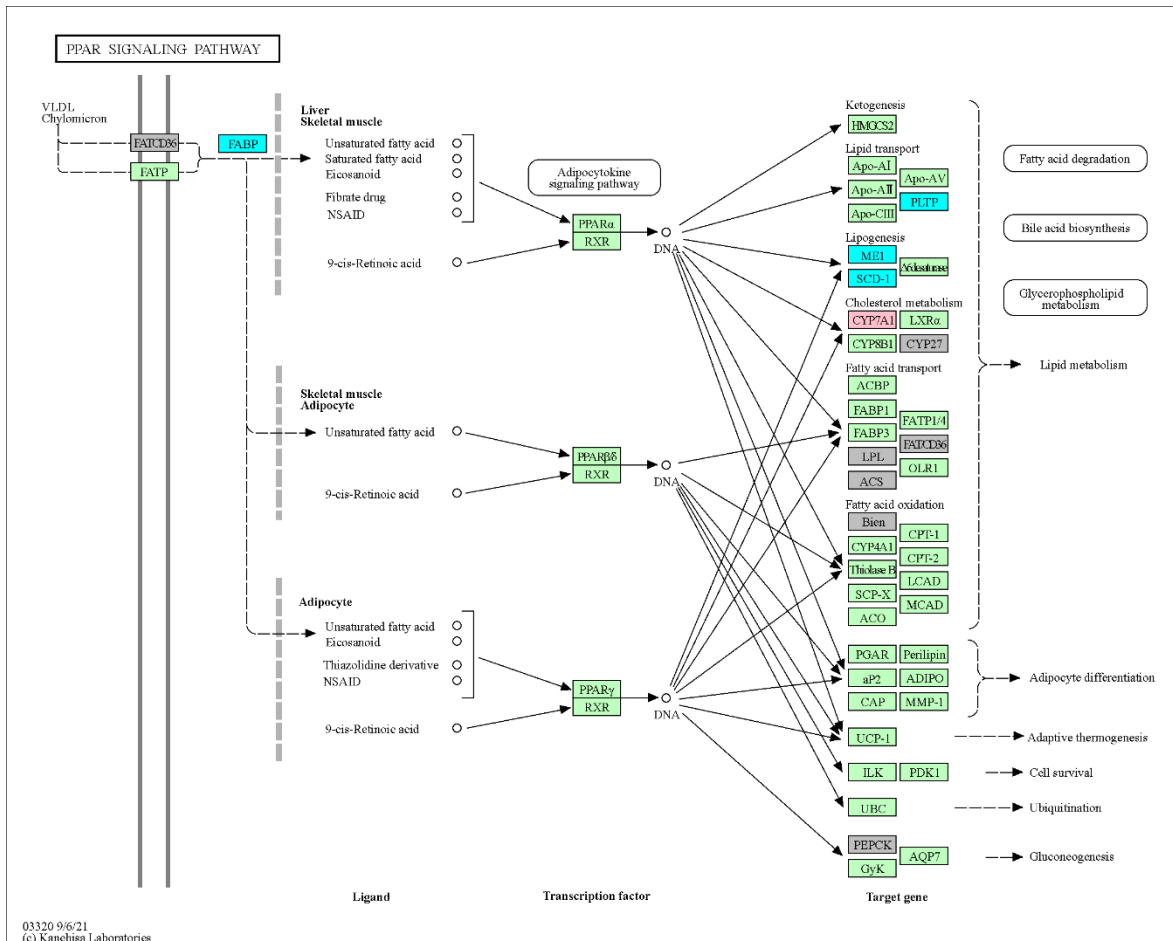 PPAR SIGNALING PATHWAY
VLDL
Chylomicron
FATCD36
FATP
FABP
Liver
Skeletal muscle
Unsaturated fatty acid
Saturated fatty acid
Eicosanoid
Fibrate drug
NSAID
9-cis-Retinoic acid
Adipocytokine
signaling pathway
PPARα
RXR
DNA
Skeletal muscle
Adipocyte
Unsaturated fatty acid
9-cis-Retinoic acid
PPARβ/δ
RXR
DNA
Adipocyte
Unsaturated fatty acid
Eicosanoid
Thiazolidine derivative
NSAID
9-cis-Retinoic acid
PPARγ
RXR
DNA
Ketogenesis
HMGCS2
Lipid transport
Apo-AI
Apo-AV
Apo-AII
PLTP
Apo-CIII
Lipogenesis
ME1
Δ6desaturase
SCD-1
Cholesterol metabolism
CYP7A1
LXRα
CYP8B1
CYP27
Fatty acid transport
ACBP
FABP1
FATP1/4
FABP3
FATCD36
LPL
OLR1
ACS
Fatty acid oxidation
Bien
CPT-1
CYP4A1
CPT-2
Thiolase B
LCAD
SCP-X
MCAD
ACO
PGAR
Perilipin
aP2
ADIPO
CAP
MMP-1
UCP-1
ILK
PDK1
UBC
PEPCK
AQP7
GyK
Fatty acid degradation
Bile acid biosynthesis
Glycerophospholipid
metabolism
Lipid metabolism
Adipocyte differentiation
Adaptive thermogenesis
Cell survival
Ubiquitination
Gluconeogenesis
Ligand
Transcription factor
Target gene
03320 9/6/21
(c) Kanehisa Laboratories